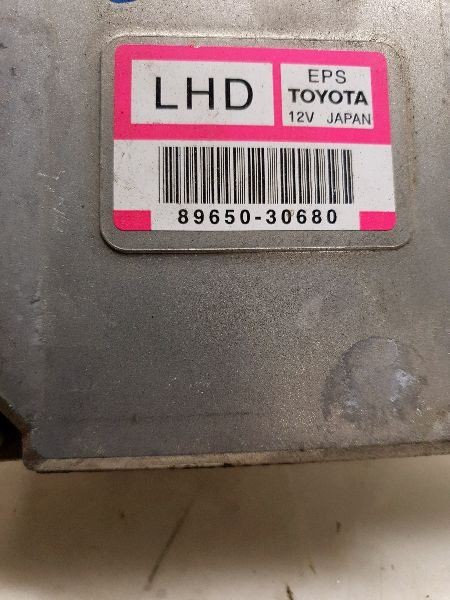 LHD
EPS
TOYOTA
12V JAPAN
89650-30680